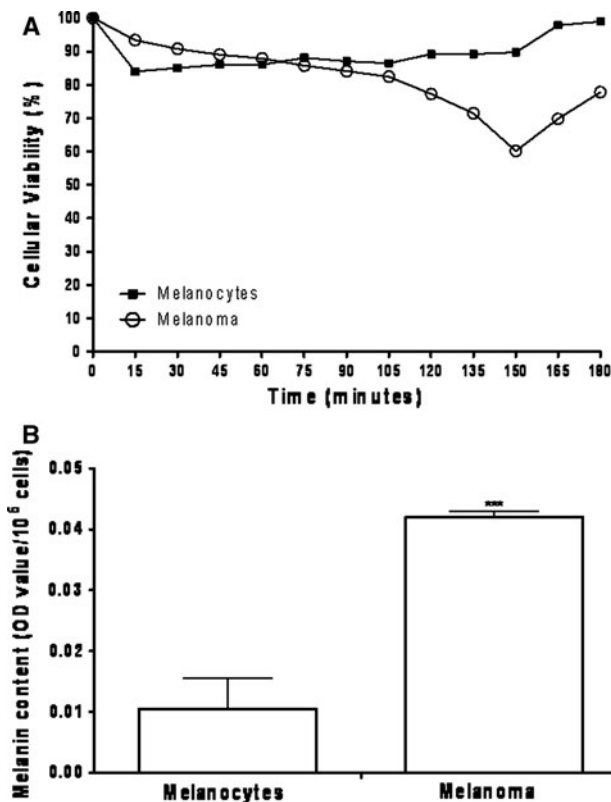 A
Cellular Viability (%)
100
90
80
70
60
50
40
30
20
10
0
Melanocytes
Melanoma
0 15 30 45 60 75 90 105 120 135 150 165 180
Time (minutes)
B
Melanin content (OD value/10⁶ cells)
0.05
0.04
0.03
0.02
0.01
0.00
***
Melanocytes Melanoma